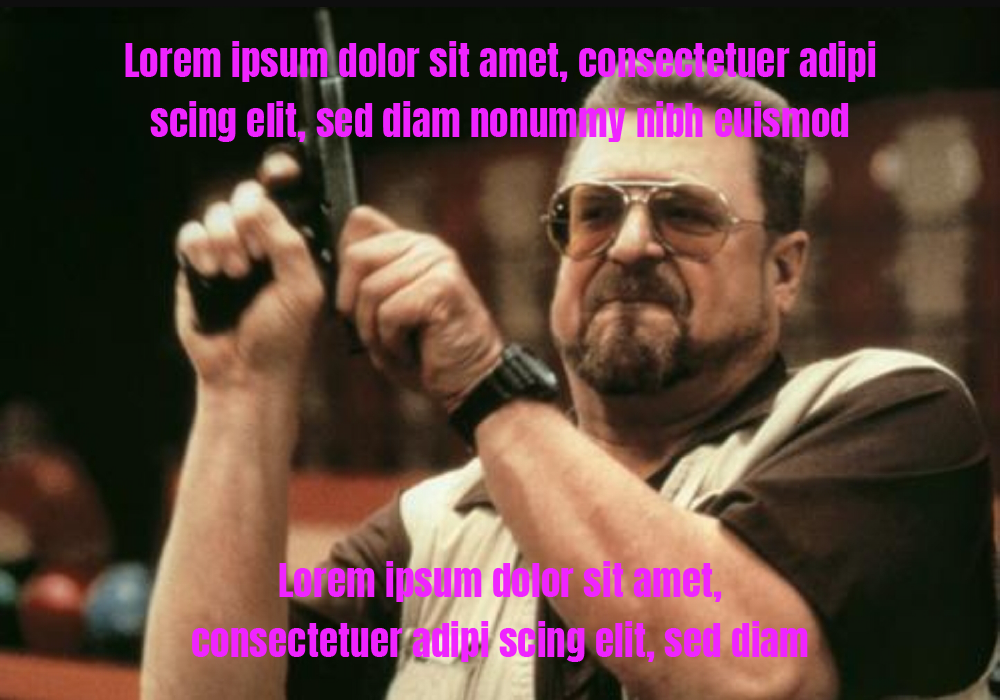 Lorem ipsum dolor sit amet, consectetuer adipi
scing elit, sed diam nonummy nibh euismod
Lorem ipsum dolor sit amet,
consectetuer adipi scing elit, sed diam